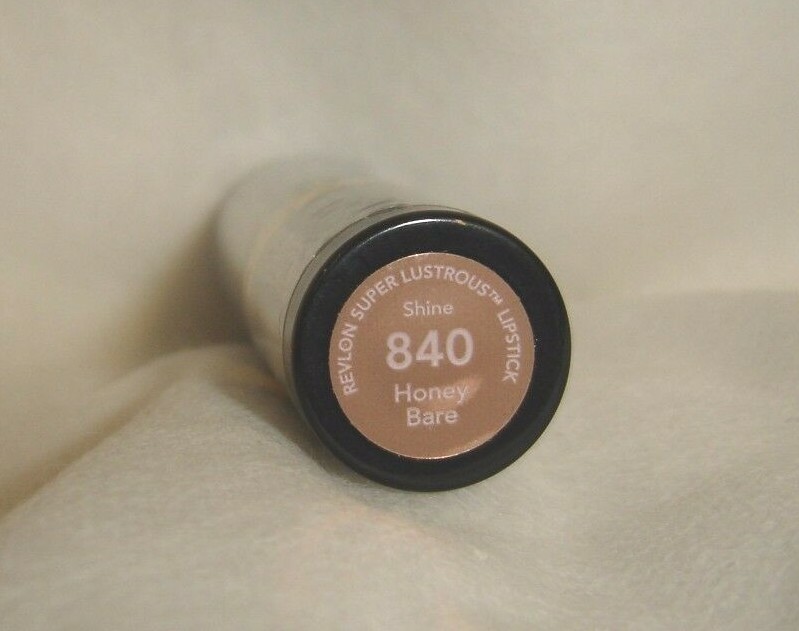 REVLON SUPER LUSTROUS™ LIPSTICK
Shine
840
Honey
Bare